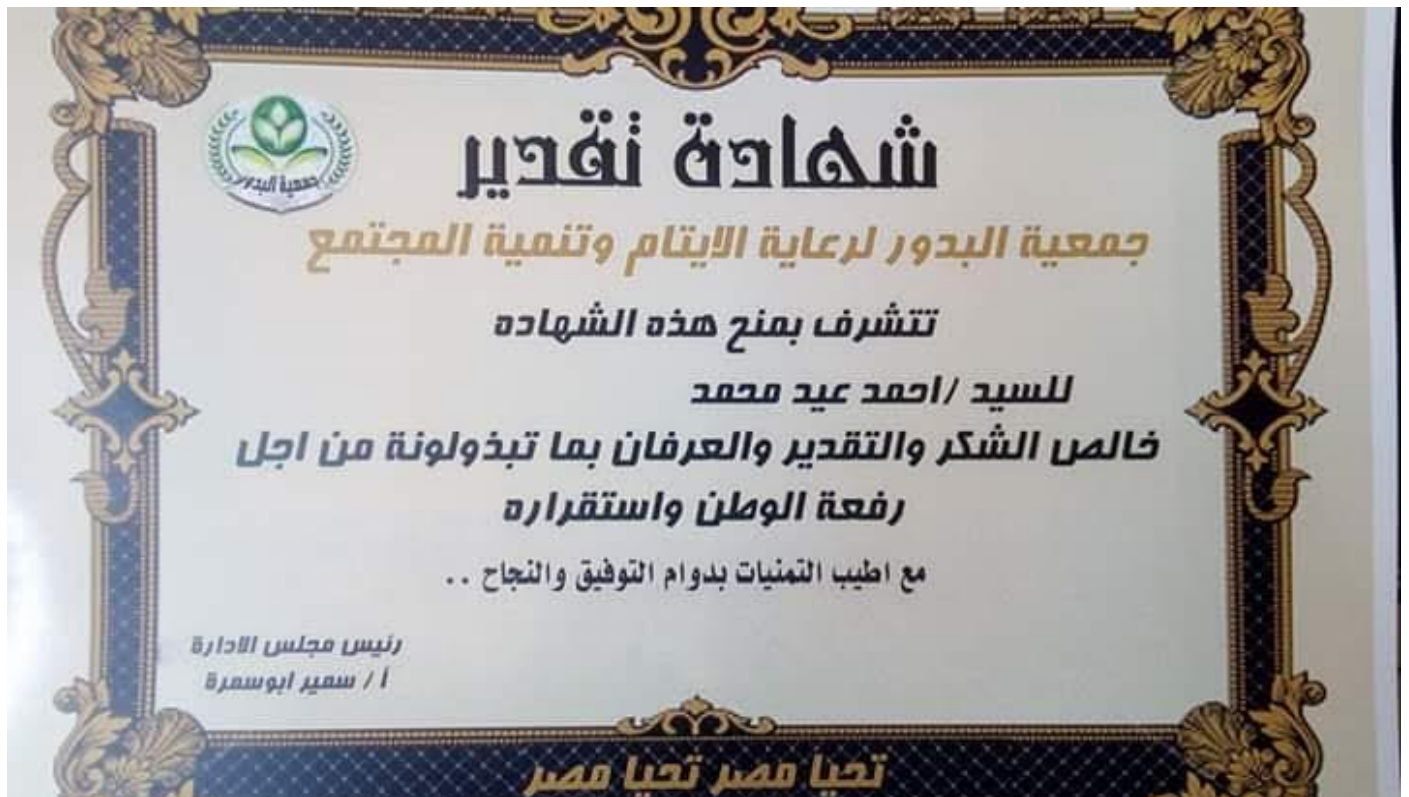 شهادة تقدير
جمعية البدور
جمعية البدور لرعاية الايتام وتنمية المجتمع
تتشرف بمنح هذه الشهاده
للسيد /احمد عيد محمد
خالص الشكر والتقدير والعرفان بما تبذولونة من اجل
رفعة الوطن واستقراره
مع اطيب التمنيات بدوام التوفيق والنجاح ..
رئيس مجلس الادارة
أ / سمير ابوسمرة
تحيا مصر تحيا مصر